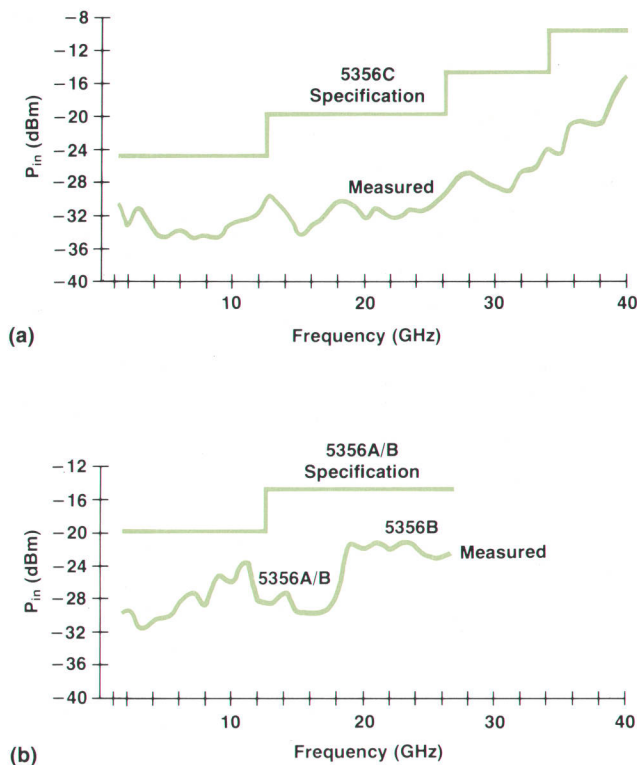 −8
−12
−16
−20
−24
−28
−32
−36
−40
P_in (dBm)
5356C
Specification
Measured
10
20
30
40
Frequency (GHz)
(a)
−12
−16
−20
−24
−28
−32
−36
−40
P_in (dBm)
5356A/B
Specification
5356B
Measured
5356A/B
10
20
30
40
Frequency (GHz)
(b)